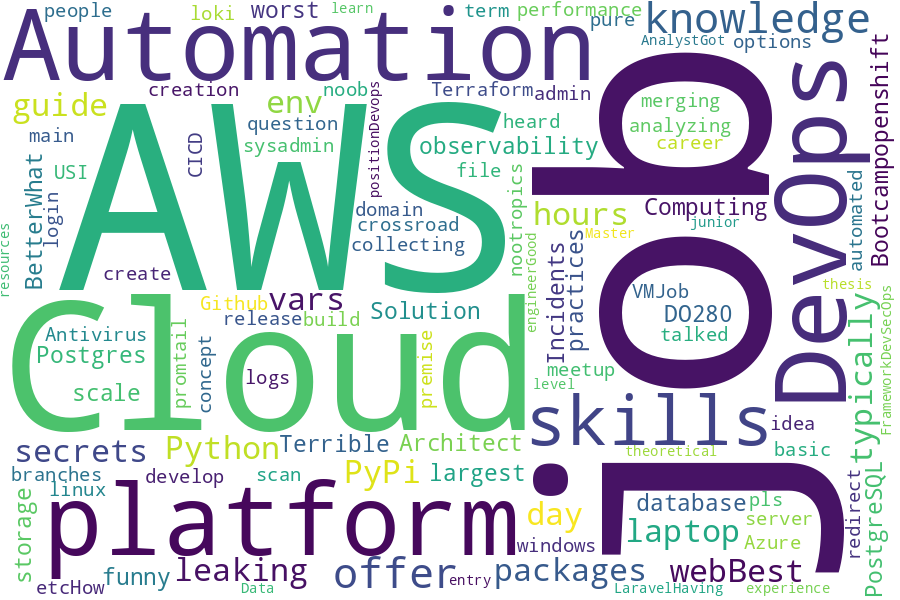 people
loki
worst
learn
term
performance
pure
knowledge
Automation
AnalystGot
options
creation
noob
Terraform
admin
guide
env
question
heard
main
sysadmin
observability
CICD
positionDevops
merging
analyzing
career
DevOps
Bootcampopenshift
USI
file
AWS
BetterWhat
login
domain
crossroad
collecting
nootropics
hours
Computing
junior
Master
automated
resources
create
engineerGood
Incidents
practices
job
VMJob
DO280
talked
thesis
Github
vars
release
build
Solution
Antivirus
Postgres
promtail
concept
logs
premise
meetup
level
typically
FrameworkDevSecOps
scale
Cloud
skills
idea
secrets
Python
Terrible
Architect
theoretical
basic
branches
linux
develop
scan
PyPi
largest
platform
storage
day
database
pls
server
laptop
Azure
redirect
PostgreSQL
windows
etcHow
funny
leaking
offer
entry
packages
webBest
Data
LaravelHaving
experience